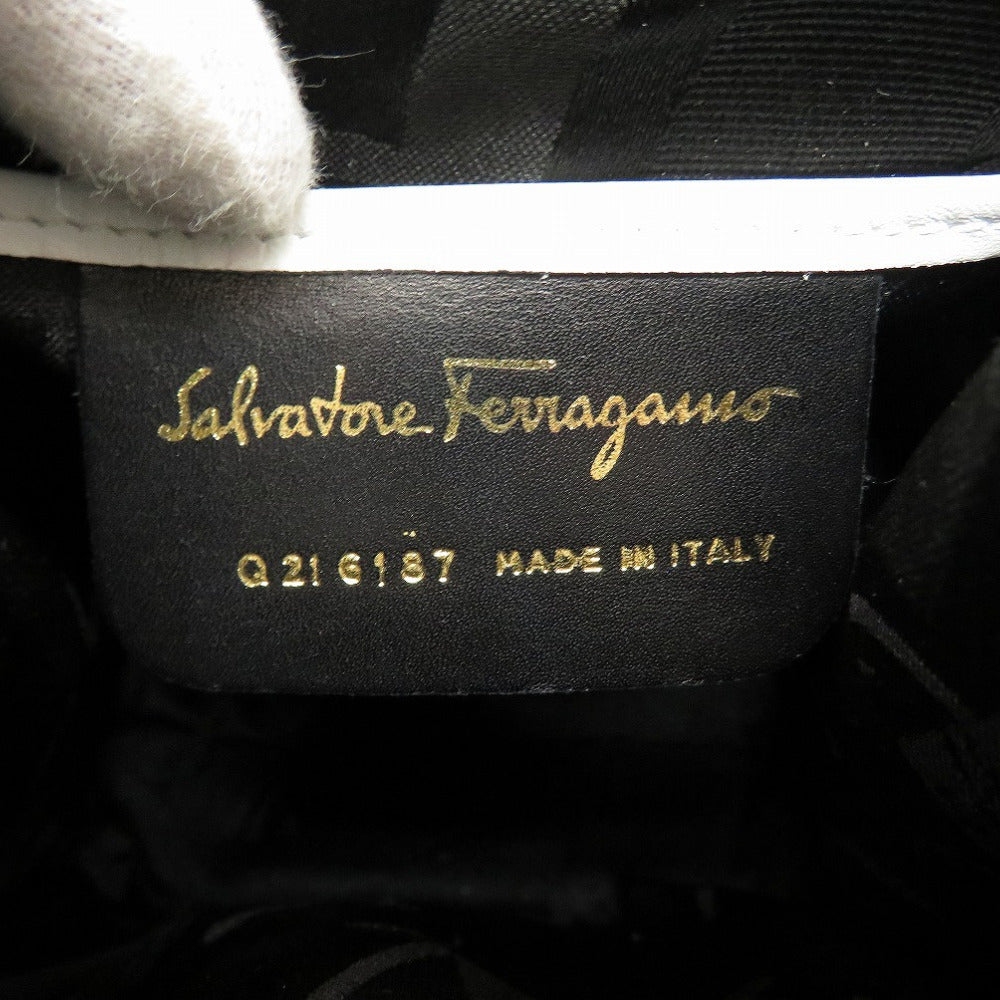 Salvatore Ferragamo
Q21 6187 MADE IN ITALY